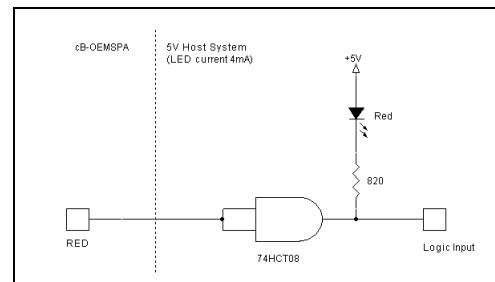 cB-OEMSPA
5V Host System
(LED current 4mA)
+5V
Red
820
RED
74HCT08
Logic Input